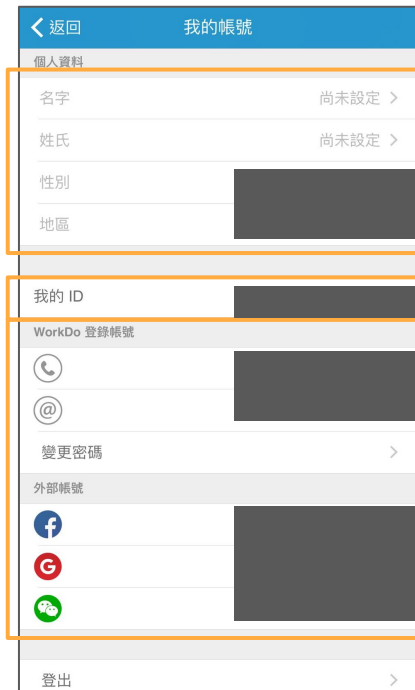 返回 我的帳號
個人資料
名字 尚未設定
姓氏 尚未設定
性別
地區
我的 ID
WorkDo 登錄帳號
變更密碼
外部帳號
登出